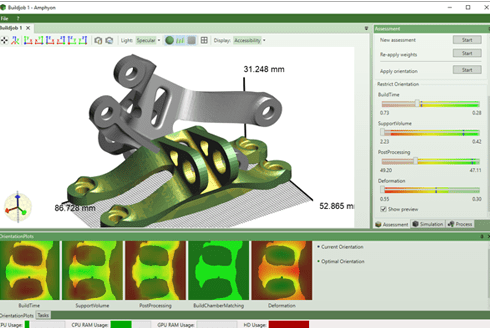 Buildjob 1 - Amphyon
File ?
Buildjob 1
Light: Specular Display: Accessibility
31.248 mm
86.728 mm
52.865 mm
Assessment
New assessment Start
Re-apply weights Start
Apply orientation Start
Restrict Orientation
BuildTime
0.73 0.28
SupportVolume
2.23 0.42
PostProcessing
49.20 47.11
Deformation
0.55 0.30
Show preview
Assessment Simulation Process
OrientationPlots
Current Orientation
Optimal Orientation
BuildTime SupportVolume PostProcessing BuildChamberMatching Deformation
OrientationPlots Tasks
CPU Usage: CPU RAM Usage: GPU RAM Usage: HD Usage: